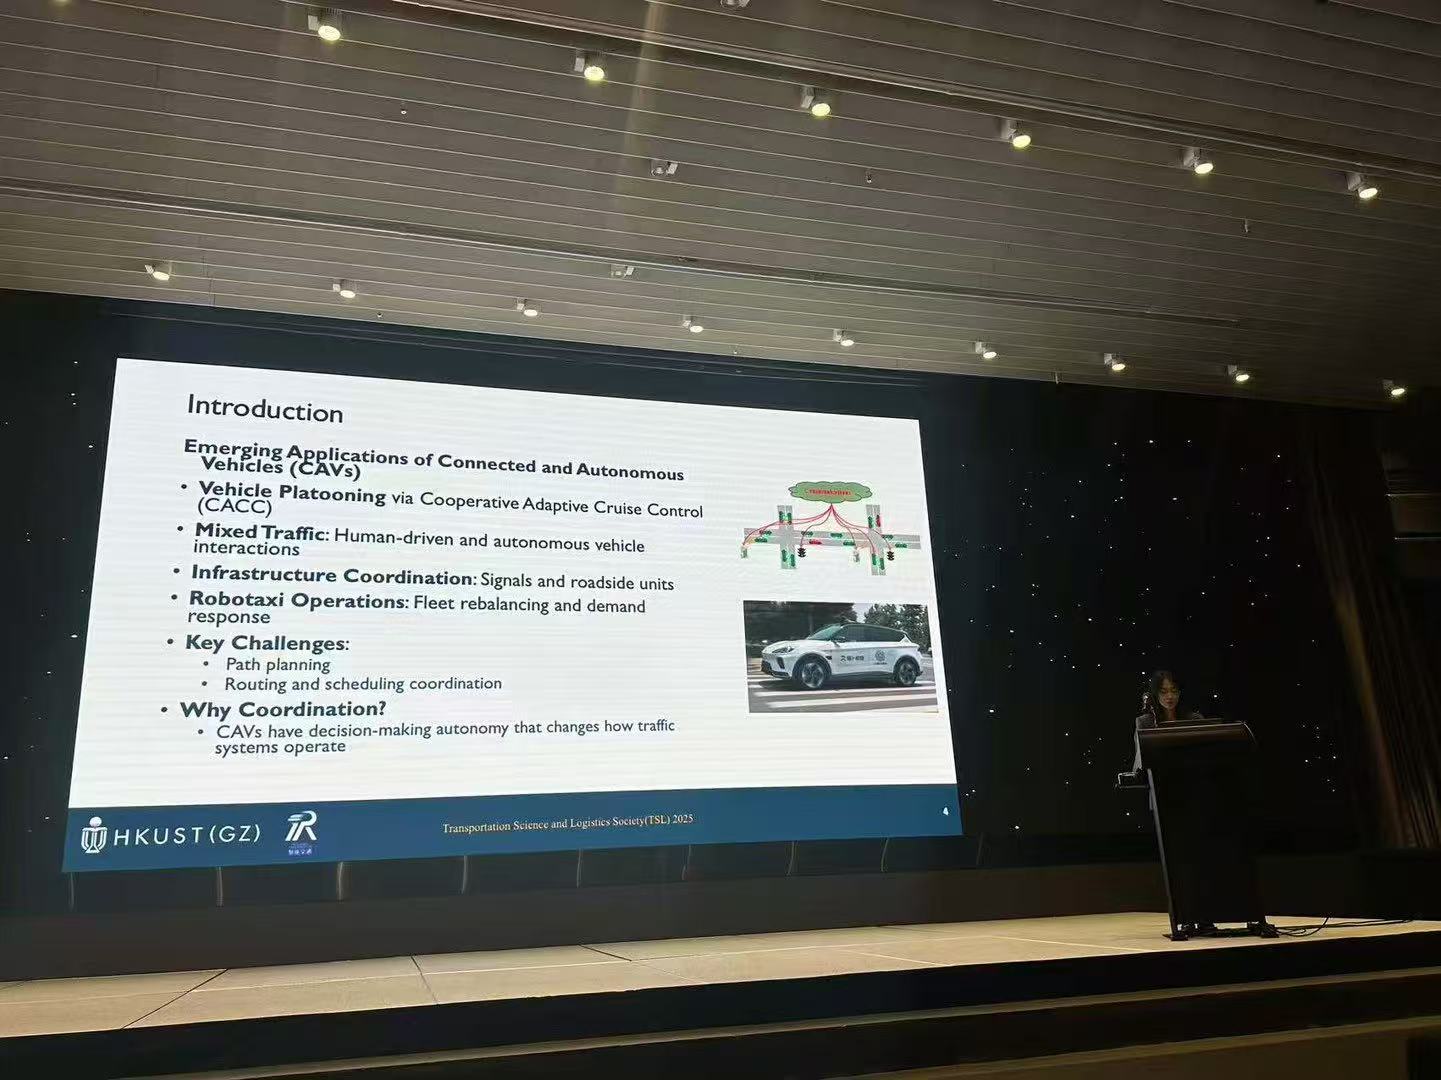 Introduction
Emerging Applications of Connected and Autonomous
Vehicles (CAVs)
• Vehicle Platooning via Cooperative Adaptive Cruise Control
(CACC)
• Mixed Traffic: Human-driven and autonomous vehicle
interactions
• Infrastructure Coordination: Signals and roadside units
• Robotaxi Operations: Fleet rebalancing and demand
response
• Key Challenges:
• Path planning
• Routing and scheduling coordination
• Why Coordination?
• CAVs have decision-making autonomy that changes how traffic
systems operate
HKUST(GZ)
Transportation Science and Logistics Society(TSL) 2025
4